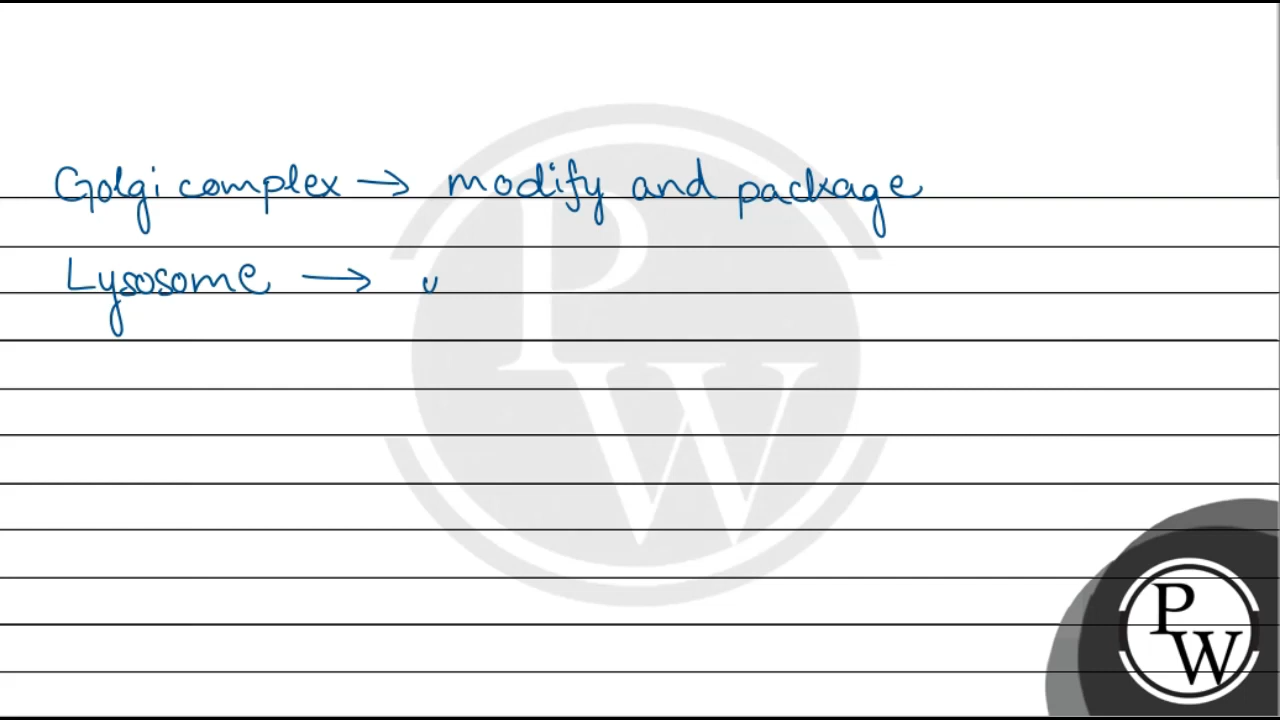 Golgi complex → modify and package
Lysosome →
P
W
P
W